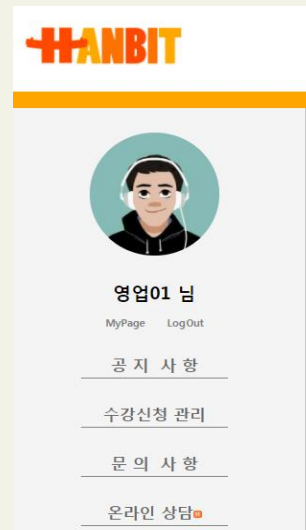 HANBIT
영업01 님
MyPage LogOut
공 지 사 항
수강신청 관리
문 의 사 항
온라인 상담